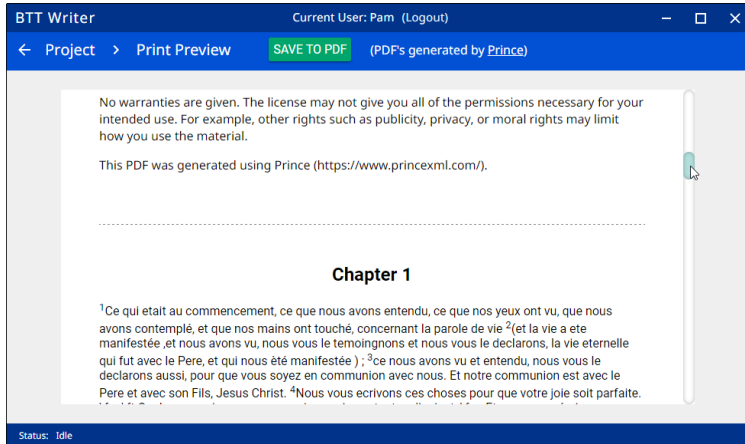 BTT Writer
Current User: Pam (Logout)
← Project > Print Preview SAVE TO PDF (PDF's generated by Prince)
No warranties are given. The license may not give you all of the permissions necessary for your
intended use. For example, other rights such as publicity, privacy, or moral rights may limit
how you use the material.
This PDF was generated using Prince (https://www.princexml.com/).
Chapter 1
1Ce qui etait au commencement, ce que nous avons entendu, ce que nos yeux ont vu, que nous
avons contemplé, et que nos mains ont touché, concernant la parole de vie 2(et la vie a ete
manifestée ,et nous avons vu, nous vous le temoingnons et nous vous le declarons, la vie eternelle
qui fut avec le Pere, et qui nous èté manifestée ) ; 3ce nous avons vu et entendu, nous vous le
declarons aussi, pour que vous soyez en communion avec nous. Et notre communion est avec le
Pere et avec son Fils, Jesus Christ. 4Nous vous ecrivons ces choses pour que votre joie soit parfaite.
Status: Idle